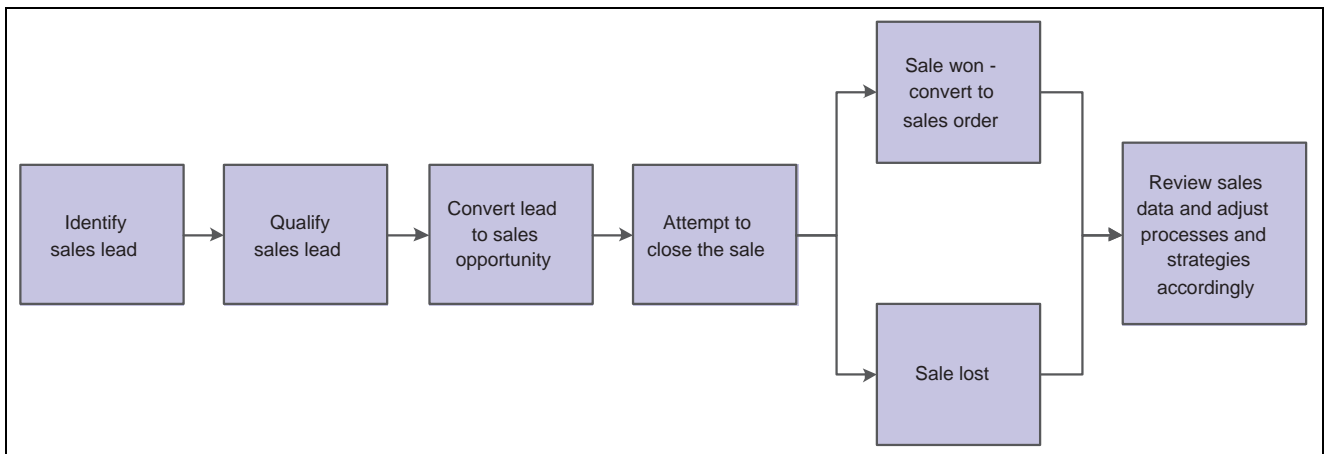 Identify
sales lead
Qualify
sales lead
Convert lead
to sales
opportunity
Attempt to
close the sale
Sale won -
convert to
sales order
Sale lost
Review sales
data and adjust
processes and
strategies
accordingly